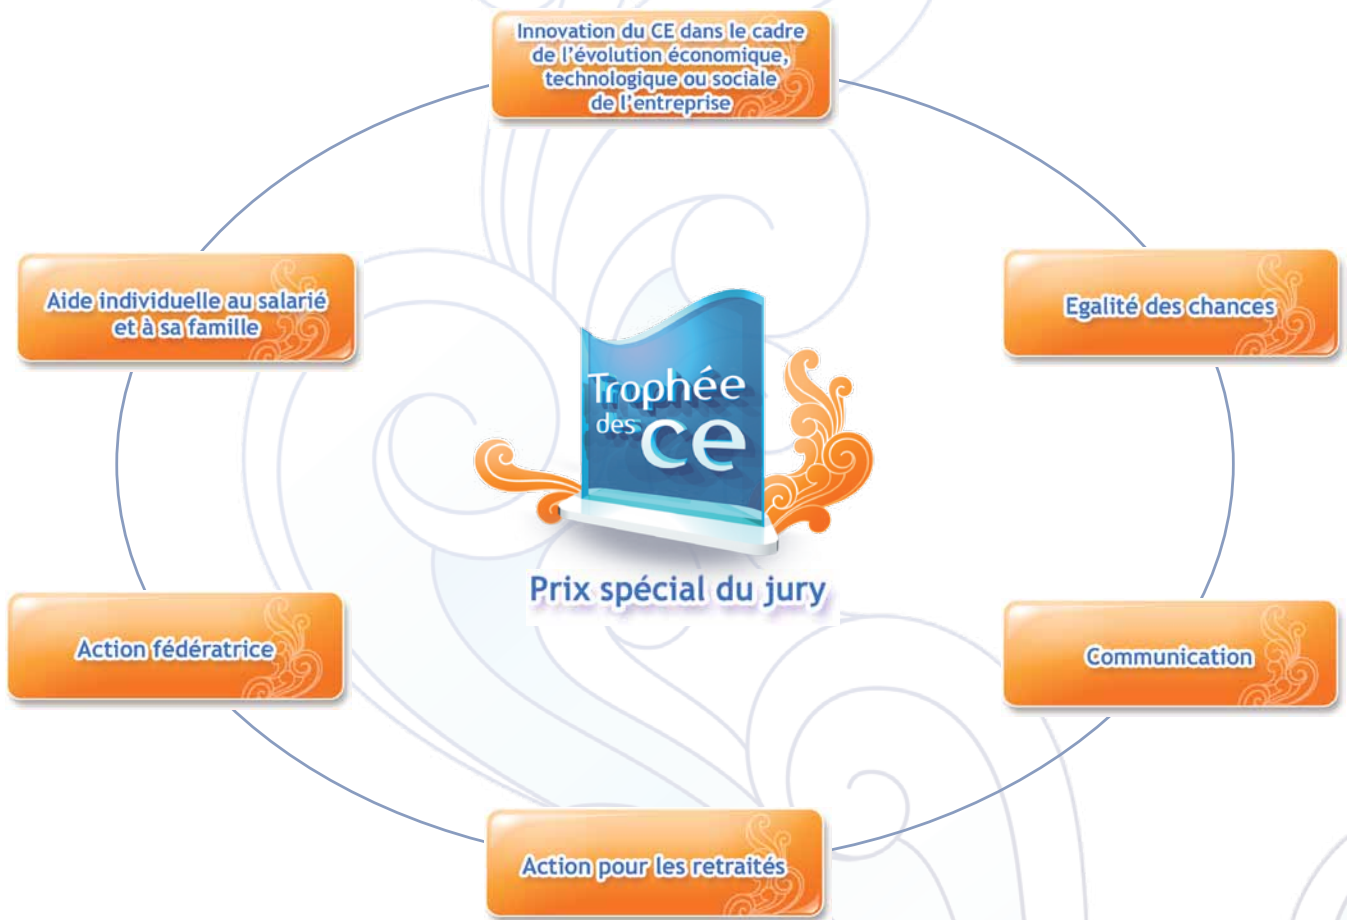 Innovation du CE dans le cadre
de l'évolution économique,
technologique ou sociale
de l'entreprise
Aide individuelle au salarié
et à sa famille
Egalité des chances
Trophée
des ce
Prix spécial du jury
Action fédératrice
Communication
Action pour les retraités